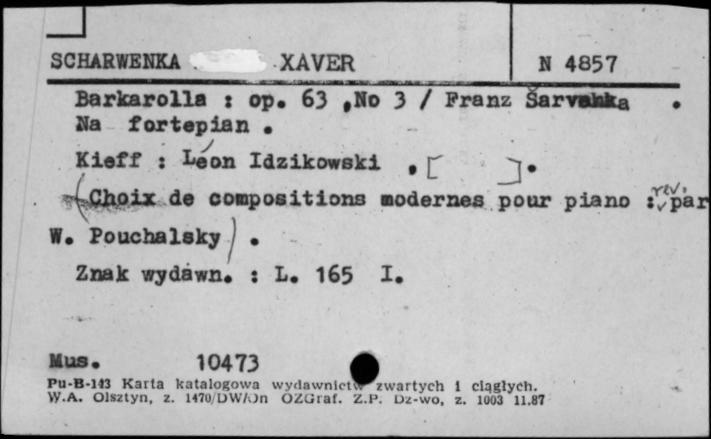 SCHARWENKA XAVER N 4857
Barkarolla : op. 63 , No 3 / Franz Šarvenka .
Na fortepian .
Kieff : Léon Idzikowski . [ ].
(Choix de compositions modernes pour piano : rev. par
W. Pouchalsky) .
Znak wydawn. : L. 165 I.
Mus. 10473
Pu-B-143 Karta katalogowa wydawnictw zwartych i ciągłych.
W.A. Olsztyn, z. 1470/DW/On OZGraf. Z.P. Dz-wo, z. 1003 11.87